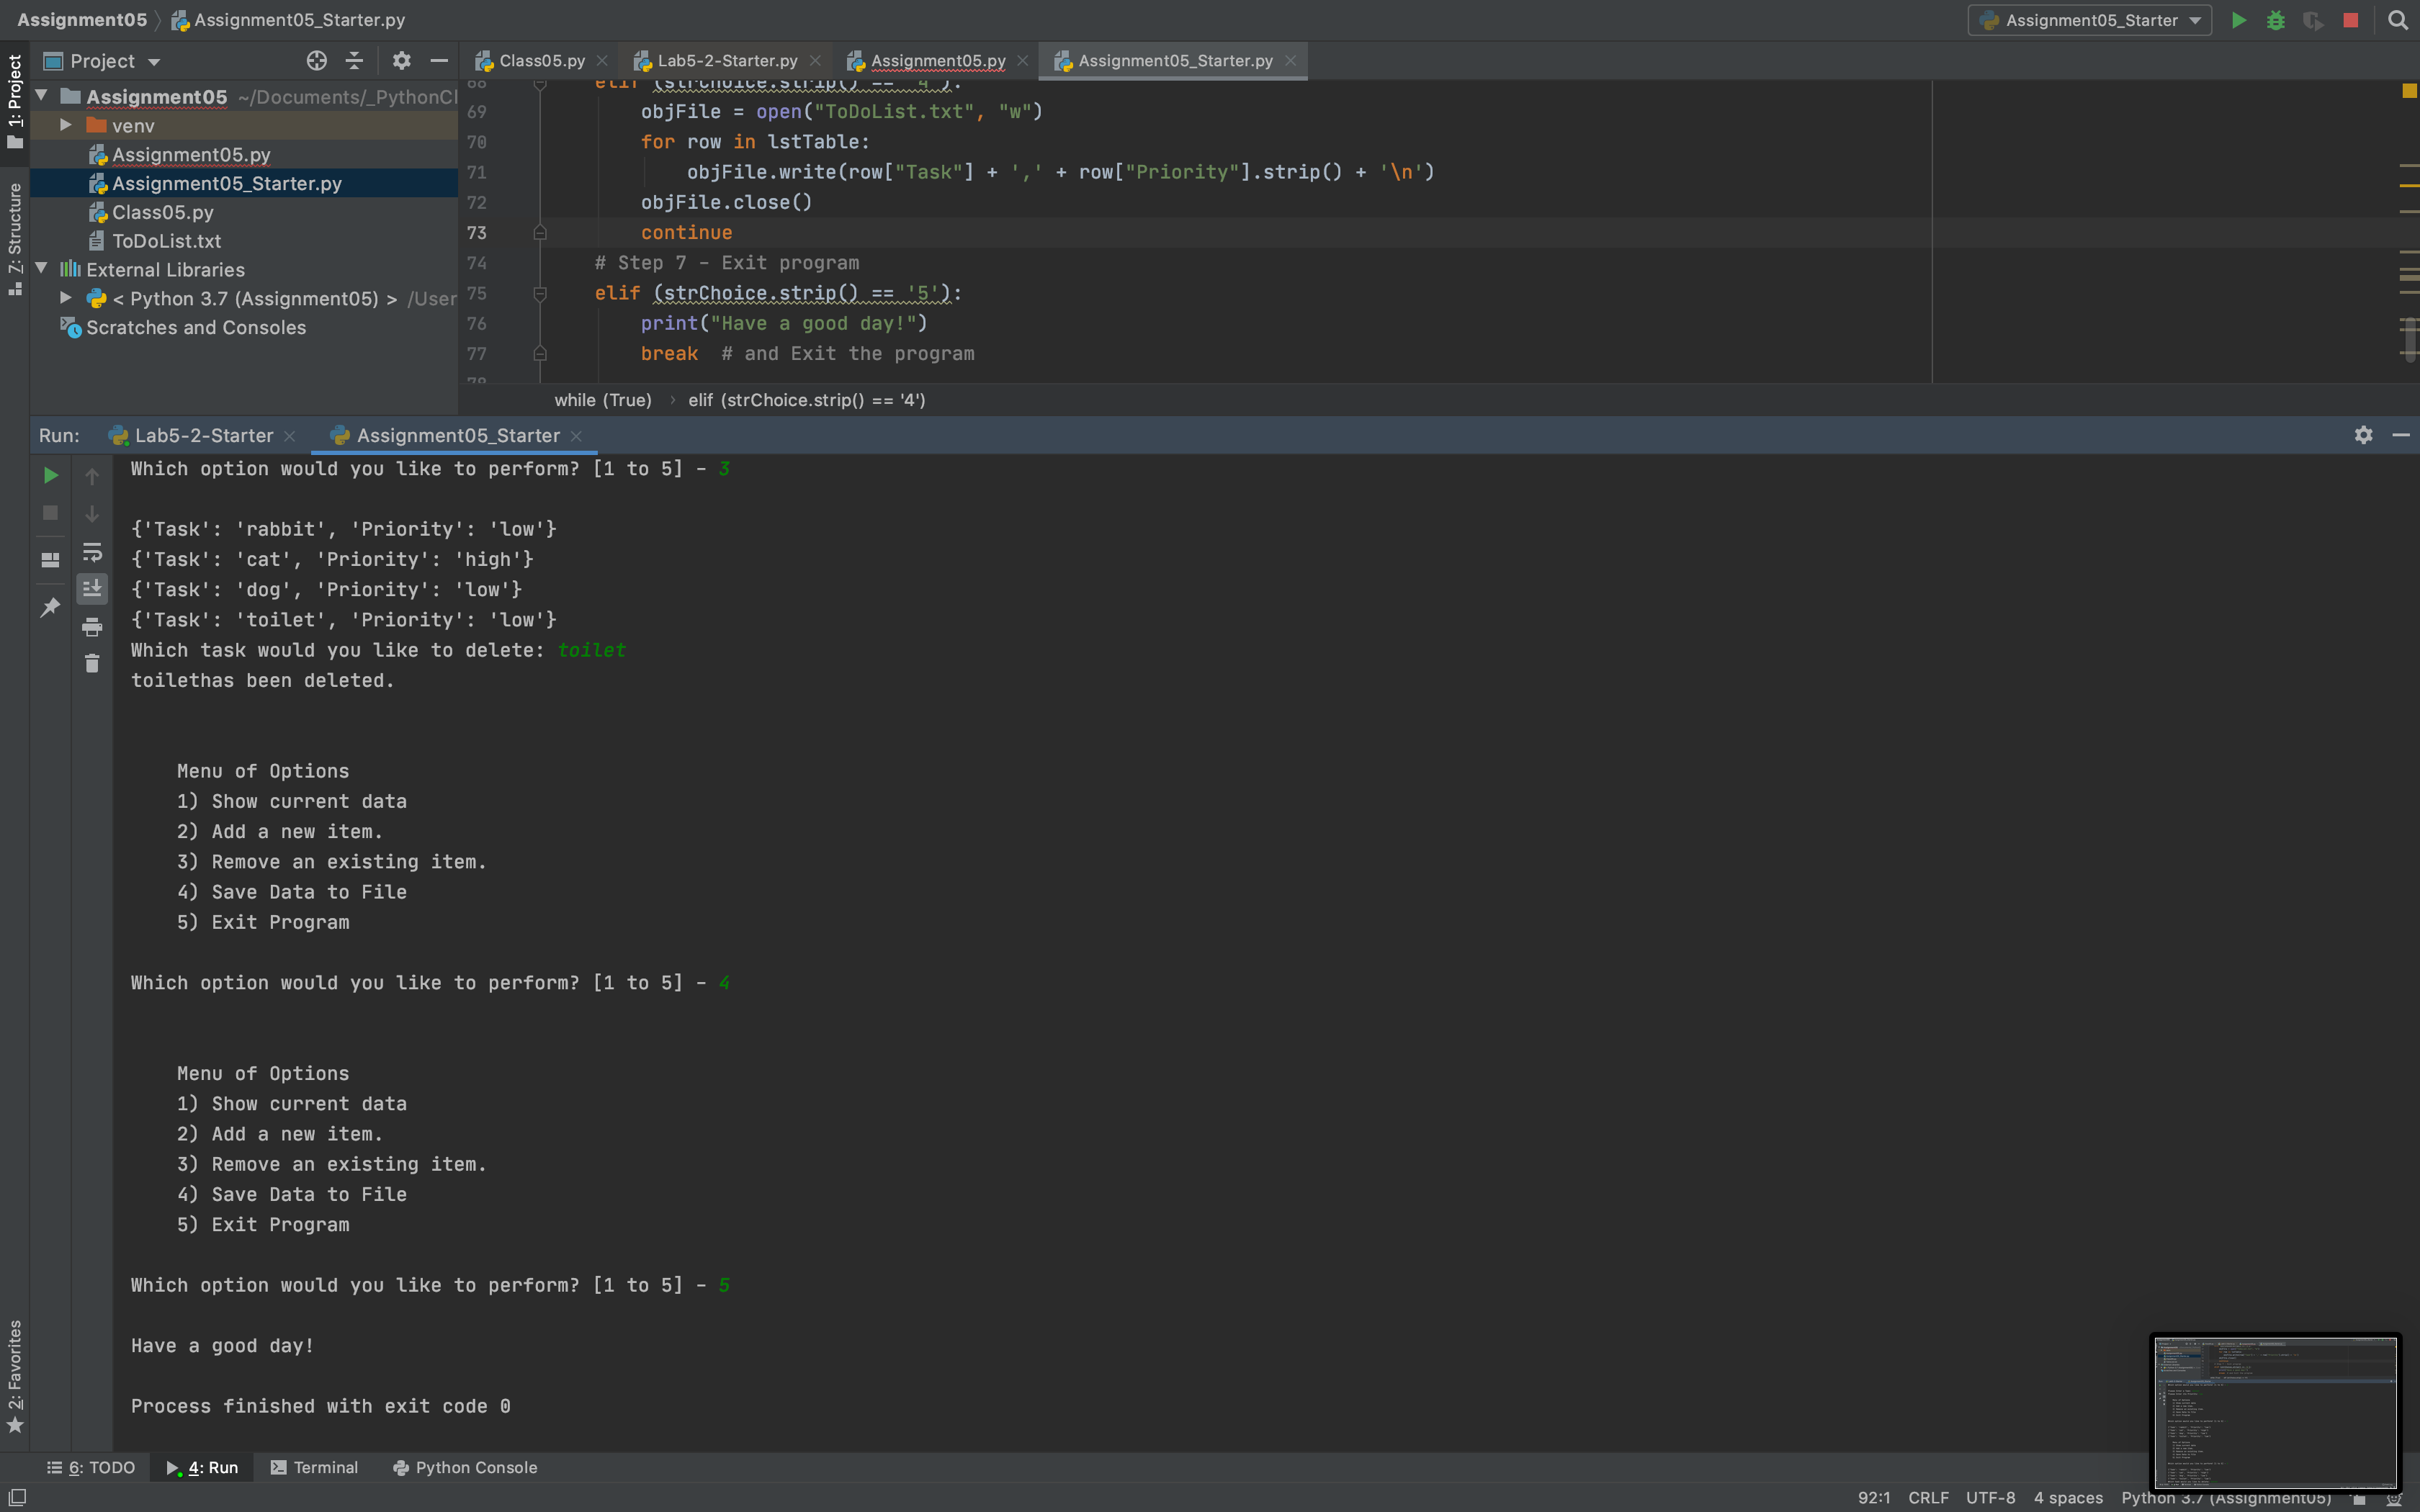 Assignment05 Assignment05_Starter.py Assignment05_Starter
1: Project
Project
Class05.py Lab5-2-Starter.py Assignment05.py Assignment05_Starter.py
Assignment05 ~/Documents/_PythonCl
venv
Assignment05.py
Assignment05_Starter.py
Class05.py
ToDoList.txt
External Libraries
< Python 3.7 (Assignment05) > /User
Scratches and Consoles
7: Structure
68 elif (strChoice.strip() == '4'):
69 objFile = open("ToDoList.txt", "w")
70 for row in lstTable:
71 objFile.write(row["Task"] + ',' + row["Priority"].strip() + '\n')
72 objFile.close()
73 continue
74 # Step 7 - Exit program
75 elif (strChoice.strip() == '5'):
76 print("Have a good day!")
77 break # and Exit the program
78
while (True) elif (strChoice.strip() == '4')
Run: Lab5-2-Starter Assignment05_Starter
Which option would you like to perform? [1 to 5] - 3
{'Task': 'rabbit', 'Priority': 'low'}
{'Task': 'cat', 'Priority': 'high'}
{'Task': 'dog', 'Priority': 'low'}
{'Task': 'toilet', 'Priority': 'low'}
Which task would you like to delete: toilet
toilethas been deleted.
Menu of Options
1) Show current data
2) Add a new item.
3) Remove an existing item.
4) Save Data to File
5) Exit Program
Which option would you like to perform? [1 to 5] - 4
Menu of Options
1) Show current data
2) Add a new item.
3) Remove an existing item.
4) Save Data to File
5) Exit Program
Which option would you like to perform? [1 to 5] - 5
Have a good day!
Process finished with exit code 0
2: Favorites
6: TODO 4: Run Terminal Python Console
92:1 CRLF UTF-8 4 spaces Python 3.7 (Assignment05)